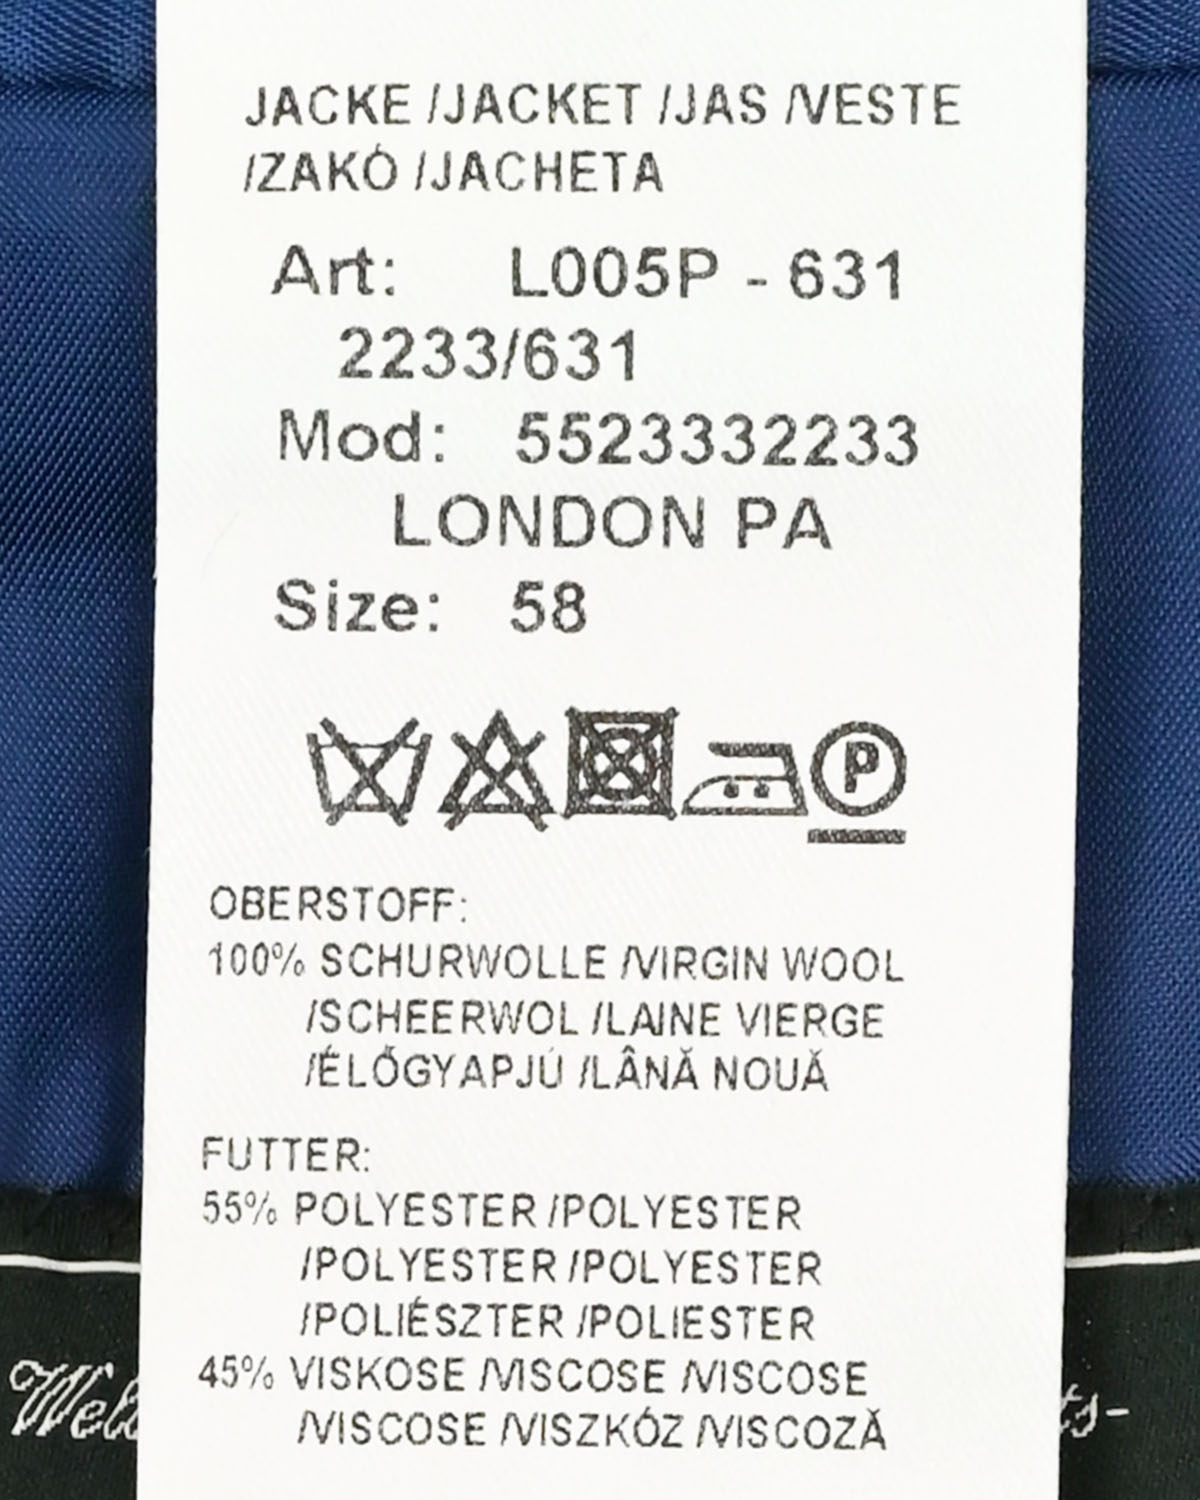 JACKE /JACKET /JAS /VESTE
/ZAKÓ /JACHETA
Art: L005P - 631
2233/631
Mod: 5523332233
LONDON PA
Size: 58
P
OBERSTOFF:
100% SCHURWOLLE /VIRGIN WOOL
/SCHEERWOL /LAINE VIERGE
/ÉLŐGYAPJÚ /LÂNĂ NOUĂ
FUTTER:
55% POLYESTER /POLYESTER
/POLYESTER /POLYESTER
/POLIÉSZTER /POLIESTER
45% VISKOSE /VISCOSE /VISCOSE
/VISCOSE /VISZKÓZ /VISCOZĂ